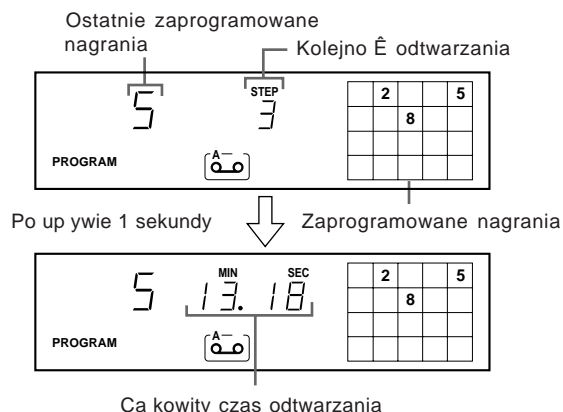 Ostatnie zaprogramowane
nagrania
Kolejno Ê odtwarzania
5
STEP
3
2 5
8
PROGRAM
A
Po up ywie 1 sekundy
Zaprogramowane nagrania
5
MIN SEC
13. 18
2 5
8
PROGRAM
A
Ca kowity czas odtwarzania